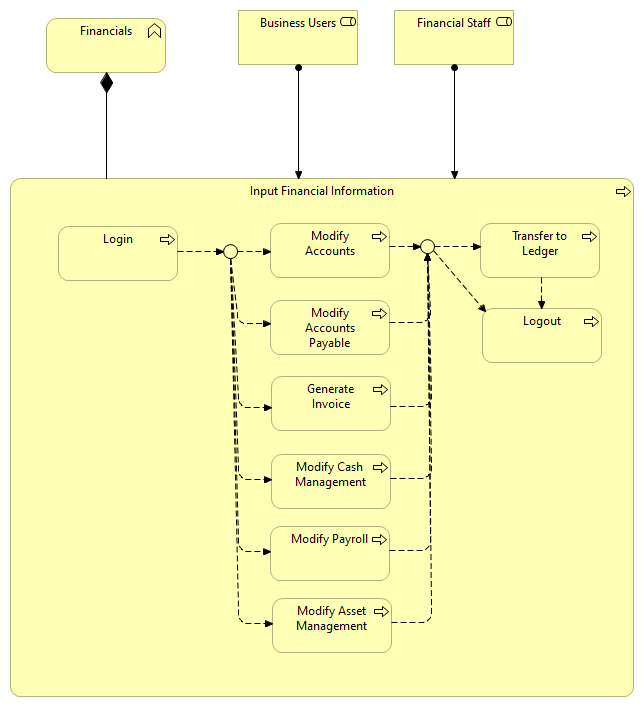 Financials
Business Users
Financial Staff
Input Financial Information
Login
Modify
Accounts
Transfer to
Ledger
Modify
Accounts
Payable
Logout
Generate
Invoice
Modify Cash
Management
Modify Payroll
Modify Asset
Management